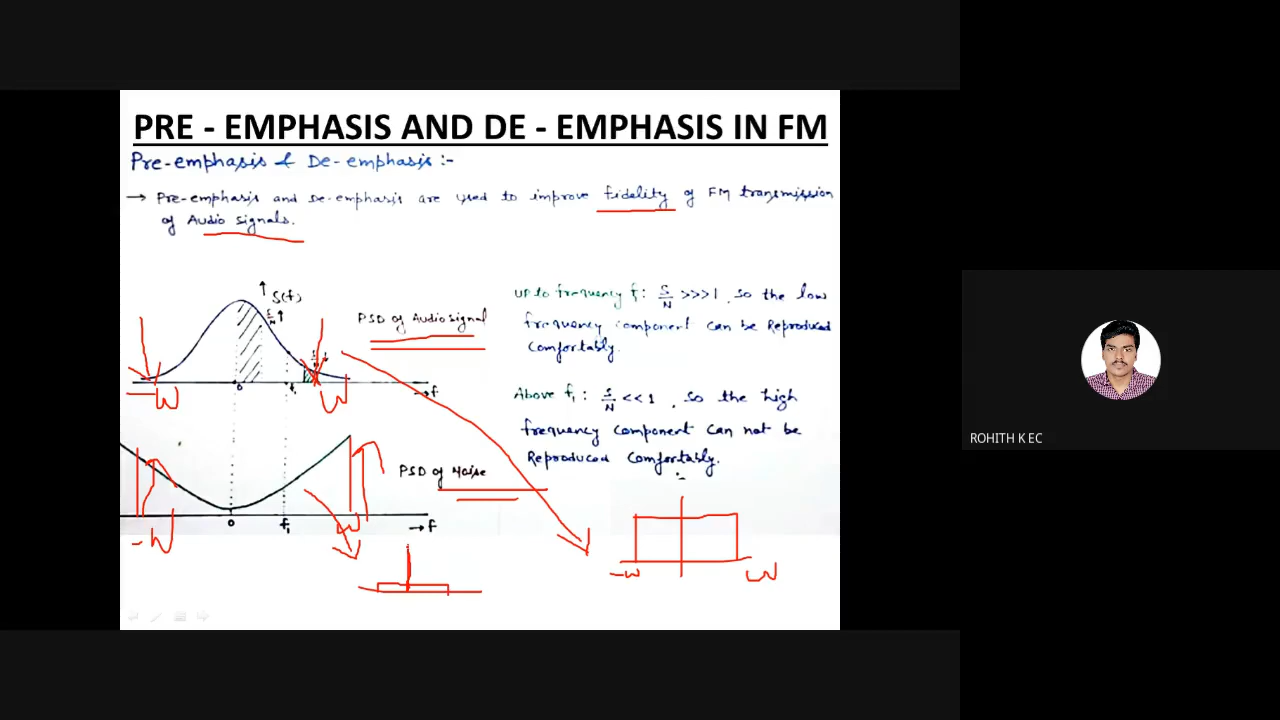 PRE - EMPHASIS AND DE - EMPHASIS IN FM
Pre-emphasis & De-emphasis :-
→ Pre-emphasis and De-emphasis are used to improve fidelity of FM transmission
of Audio signals.
↑ S(f)
S/N ↑
PSD of Audio signal
S/N ↓
0
f₁
→ f
-W
W
UP to frequency f₁ : S/N >>>1 , so the low
frequency component can be Reproduced
comfortably.
Above f₁ : S/N <<1 , so the high
frequency component can not be
Reproduced comfortably.
PSD of Noise
0
f₁
W
→ f
-W
-W
W
ROHITH K EC